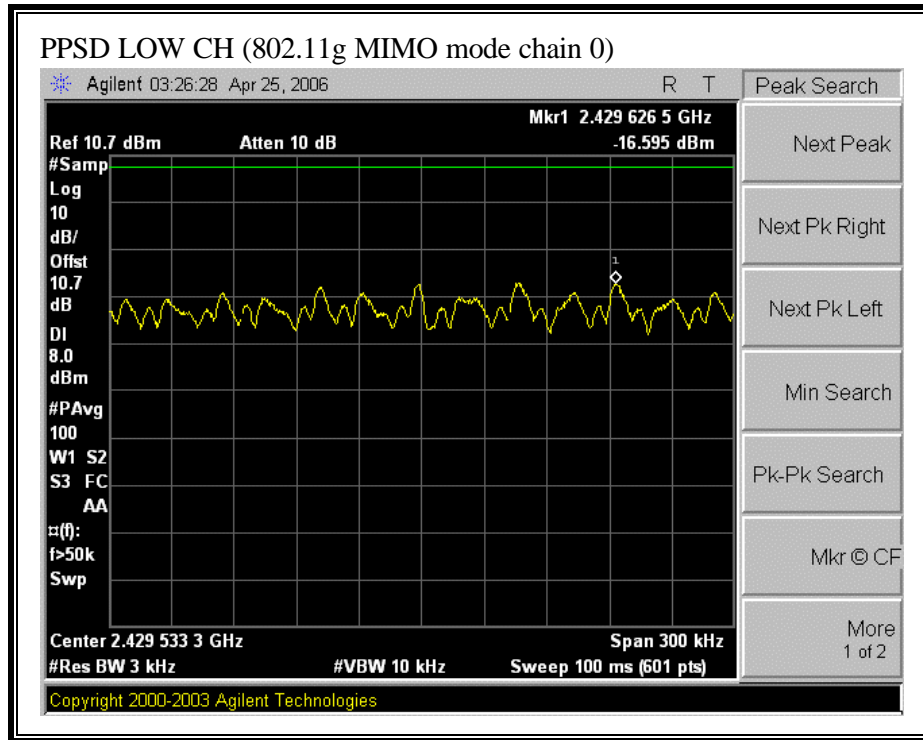 PPSD LOW CH (802.11g MIMO mode chain 0)
Agilent 03:26:28 Apr 25, 2006 R T
Peak Search
Mkr1 2.429 626 5 GHz
Ref 10.7 dBm Atten 10 dB -16.595 dBm
#Samp
Log
10
dB/
Offst
10.7
dB
DI
8.0
dBm
#PAvg
100
W1 S2
S3 FC
AA
¤(f):
f>50k
Swp
1
Center 2.429 533 3 GHz Span 300 kHz
#Res BW 3 kHz #VBW 10 kHz Sweep 100 ms (601 pts)
Copyright 2000-2003 Agilent Technologies
Next Peak
Next Pk Right
Next Pk Left
Min Search
Pk-Pk Search
Mkr © CF
More
1 of 2